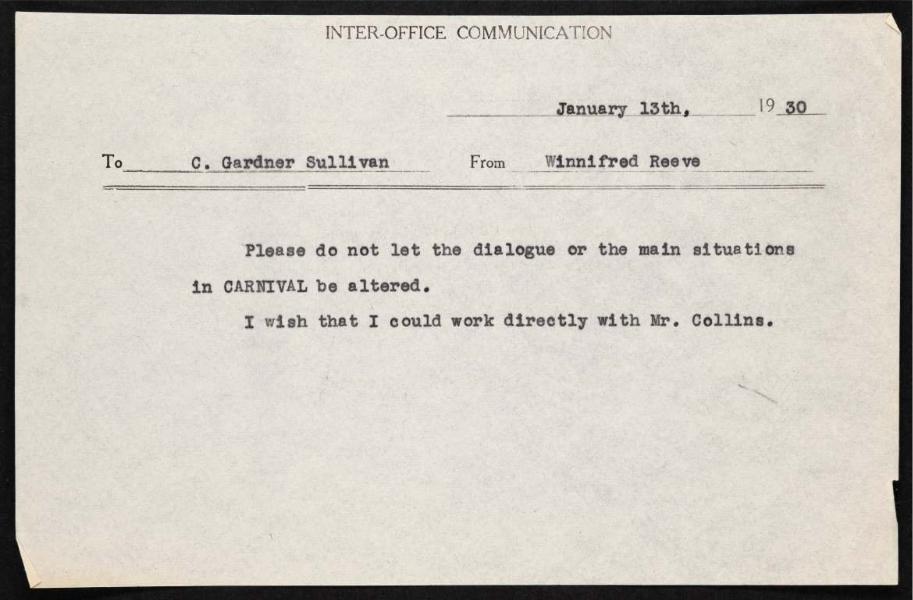 INTER-OFFICE COMMUNICATION
January 13th, 19 30
To C. Gardner Sullivan From Winnifred Reeve
Please do not let the dialogue or the main situations
in CARNIVAL be altered.
I wish that I could work directly with Mr. Collins.